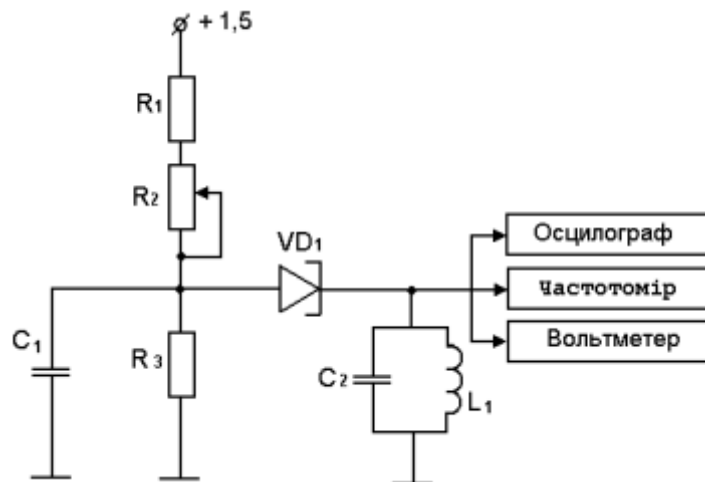 + 1,5
R1
R2
VD1
Осцилограф
Частотомір
Вольтметер
C1
R3
C2
L1